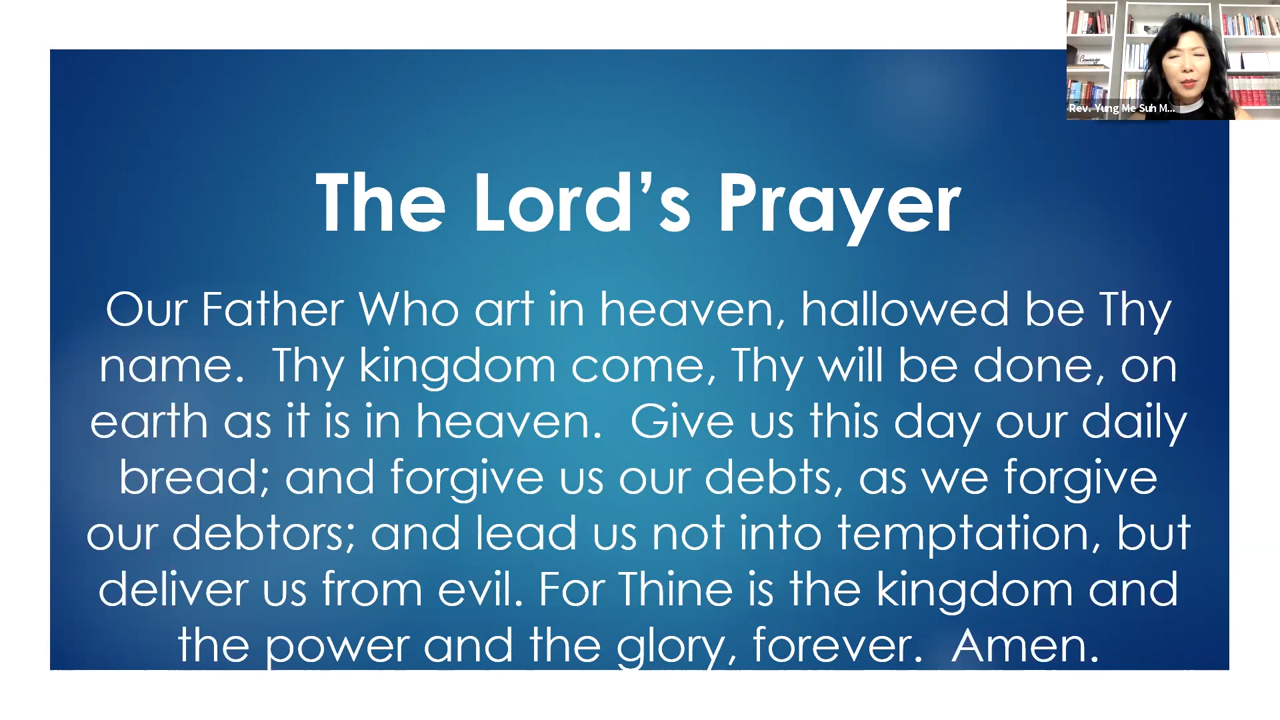 Courage
Rev. Yung Me Suh M...
The Lord's Prayer
Our Father Who art in heaven, hallowed be Thy
name.  Thy kingdom come, Thy will be done, on
earth as it is in heaven.  Give us this day our daily
bread; and forgive us our debts, as we forgive
our debtors; and lead us not into temptation, but
deliver us from evil. For Thine is the kingdom and
the power and the glory, forever.  Amen.